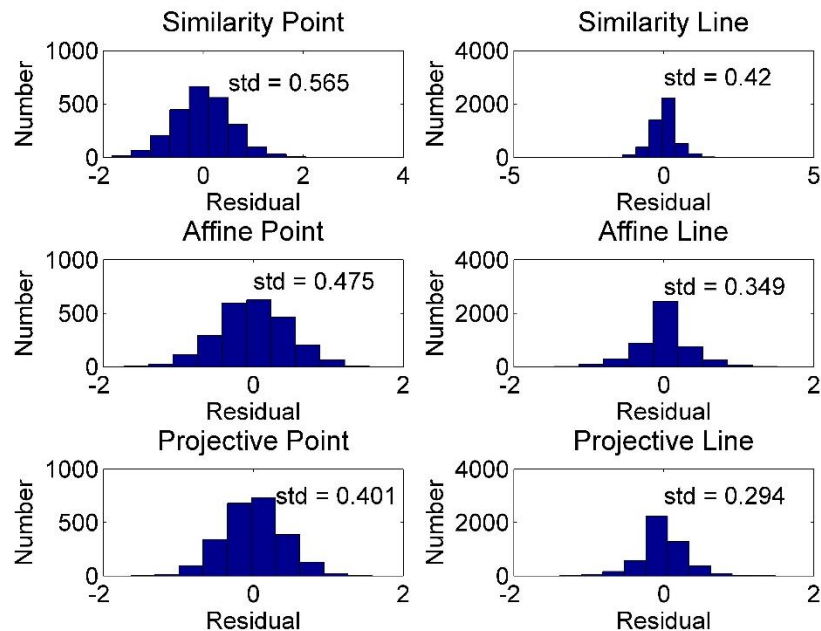 Similarity Point
1000
500
0
Number
std = 0.565
-2
0
2
4
Residual
Similarity Line
4000
2000
0
Number
std = 0.42
-5
0
5
Residual
Affine Point
1000
500
0
Number
std = 0.475
-2
0
2
Residual
Affine Line
4000
2000
0
Number
std = 0.349
-2
0
2
Residual
Projective Point
1000
500
0
Number
std = 0.401
-2
0
2
Residual
Projective Line
4000
2000
0
Number
std = 0.294
-2
0
2
Residual